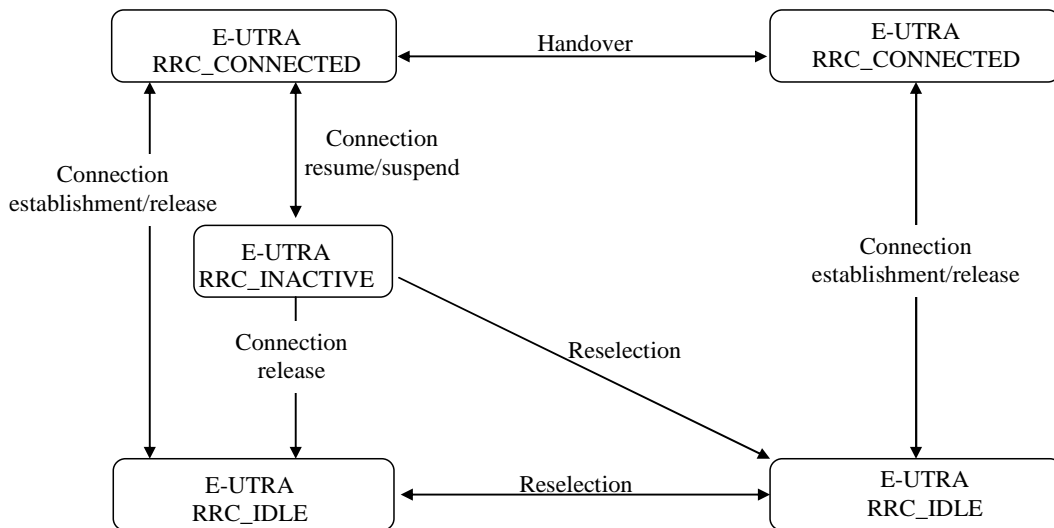 E-UTRA
RRC_CONNECTED
Handover
E-UTRA
RRC_CONNECTED
Connection
resume/suspend
Connection
establishment/release
E-UTRA
RRC_INACTIVE
Connection
establishment/release
Connection
release
Reselection
E-UTRA
RRC_IDLE
Reselection
E-UTRA
RRC_IDLE